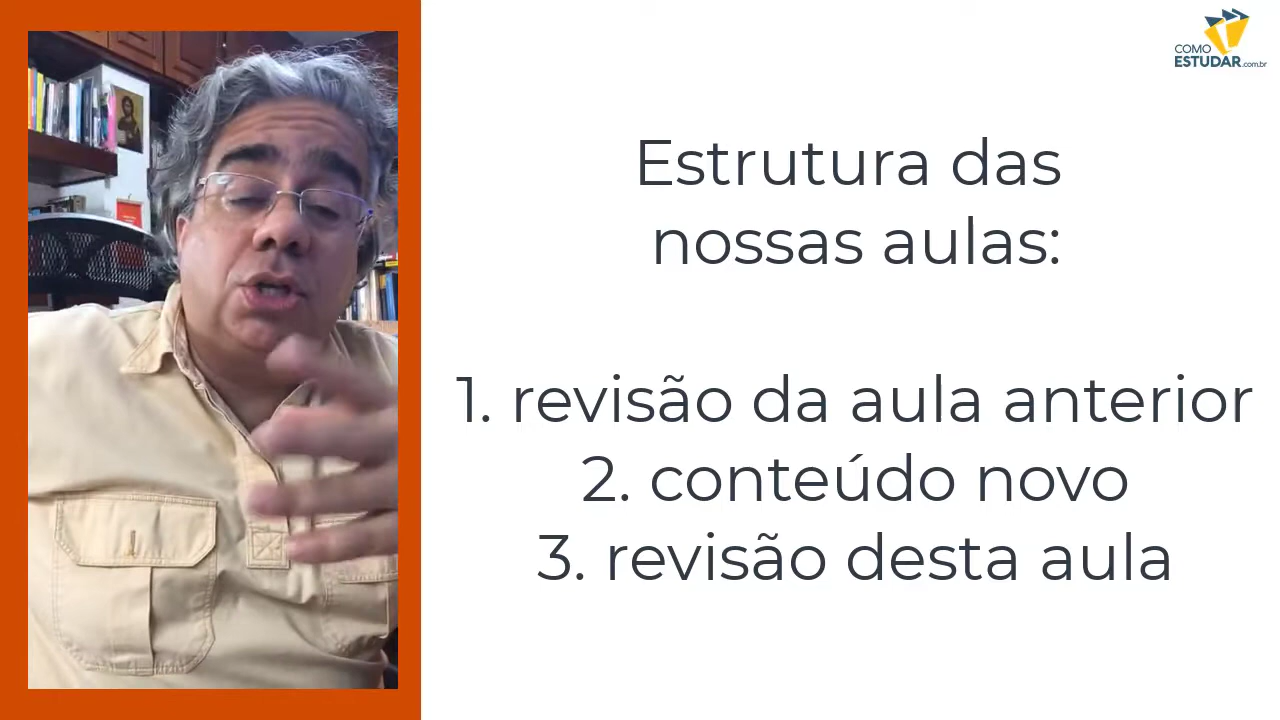 COMO
ESTUDAR.com.br
Estrutura das
nossas aulas:
1. revisão da aula anterior
2. conteúdo novo
3. revisão desta aula